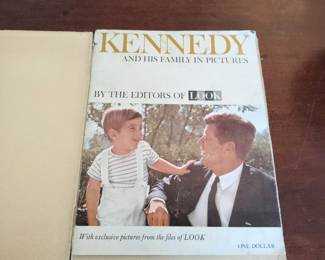 KENNEDY
AND HIS FAMILY IN PICTURES
BY THE EDITORS OF LOOK
With exclusive pictures from the files of LOOK
ONE DOLLAR